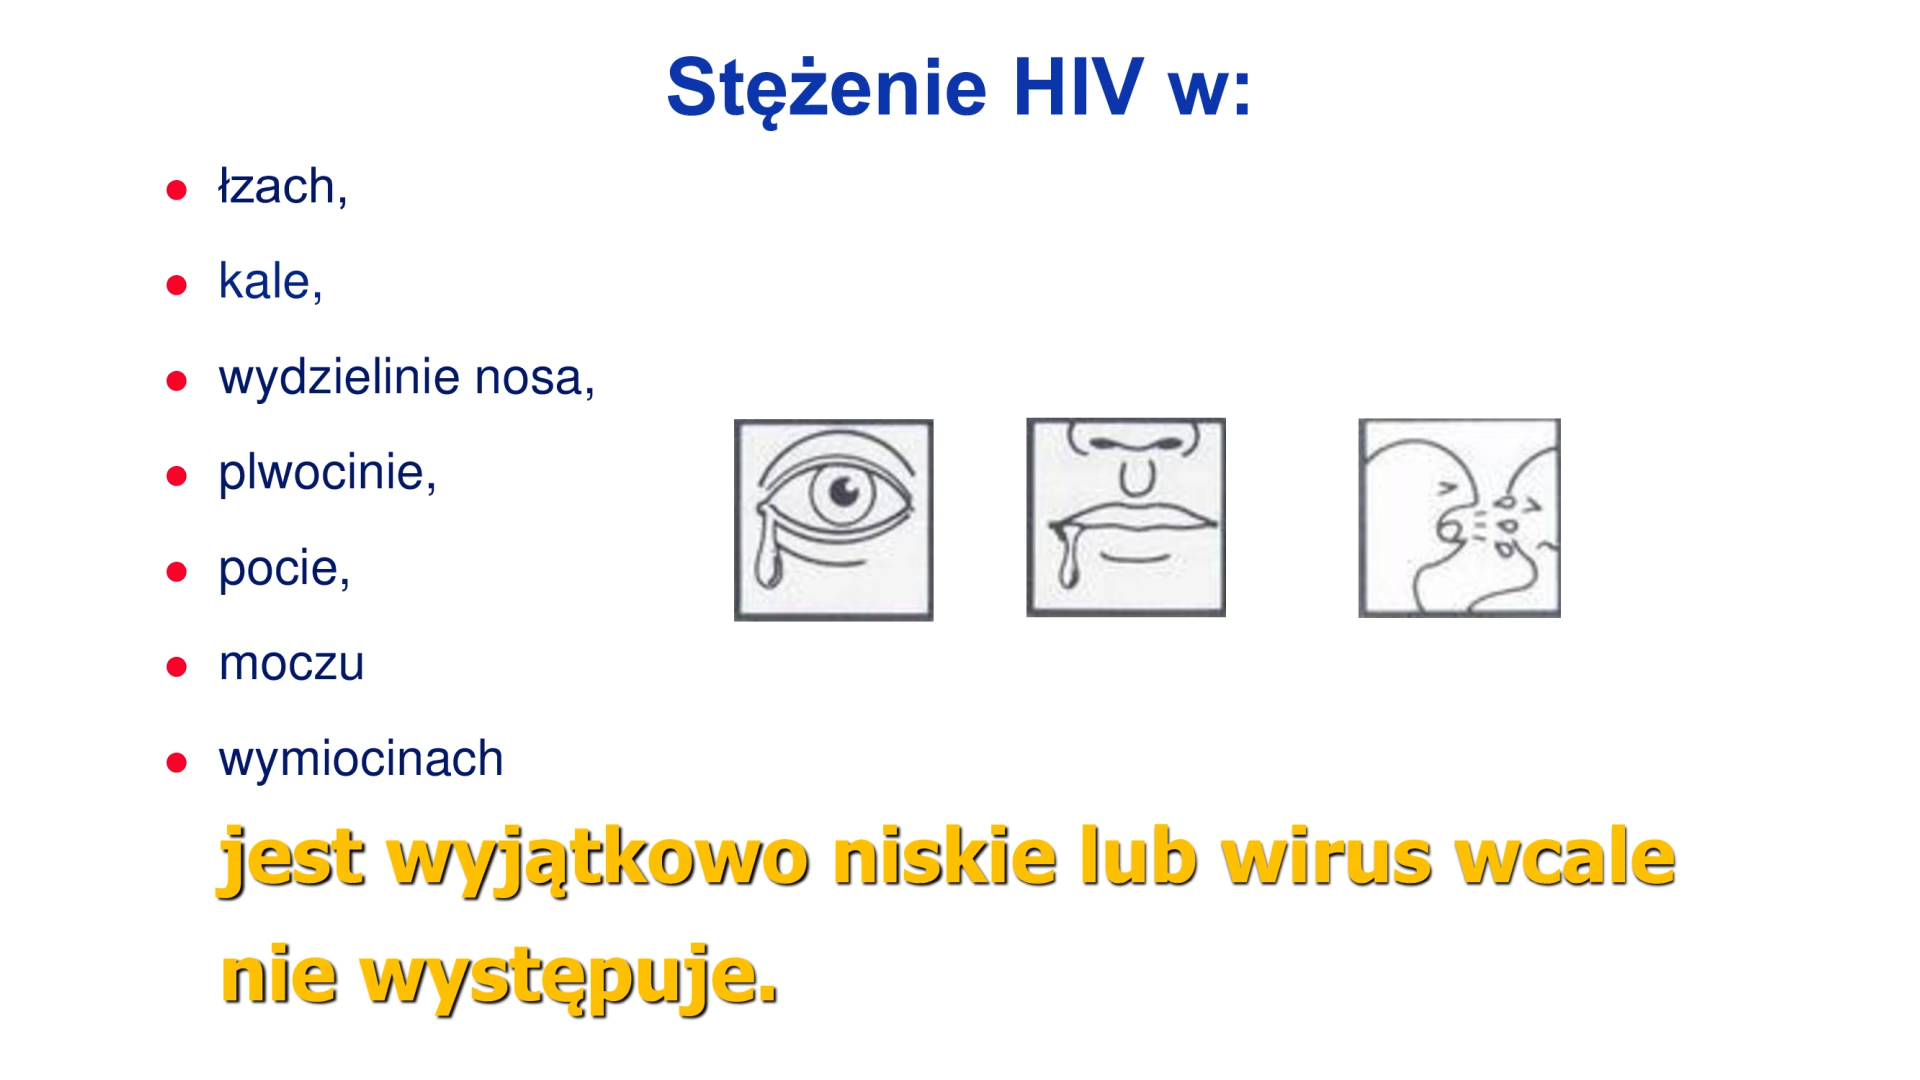 Stężenie HIV w:
łzach,
kale,
wydzielinie nosa,
plwocinie,
pocie,
moczu
wymiocinach
jest wyjątkowo niskie lub wirus wcale
nie występuje.